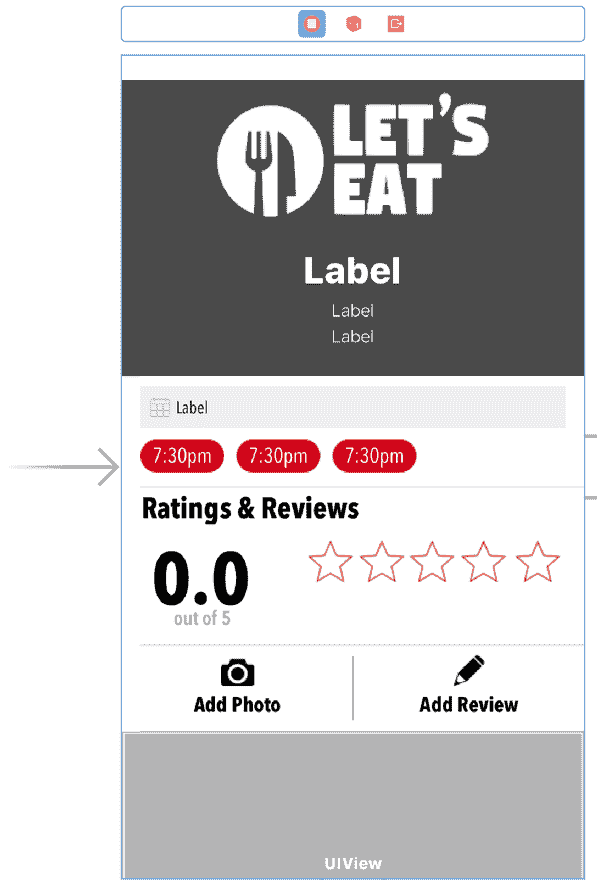 LET'S
EAT
Label
Label
Label
Label
7:30pm 7:30pm 7:30pm
Ratings & Reviews
0.0
out of 5
Add Photo Add Review
UIView